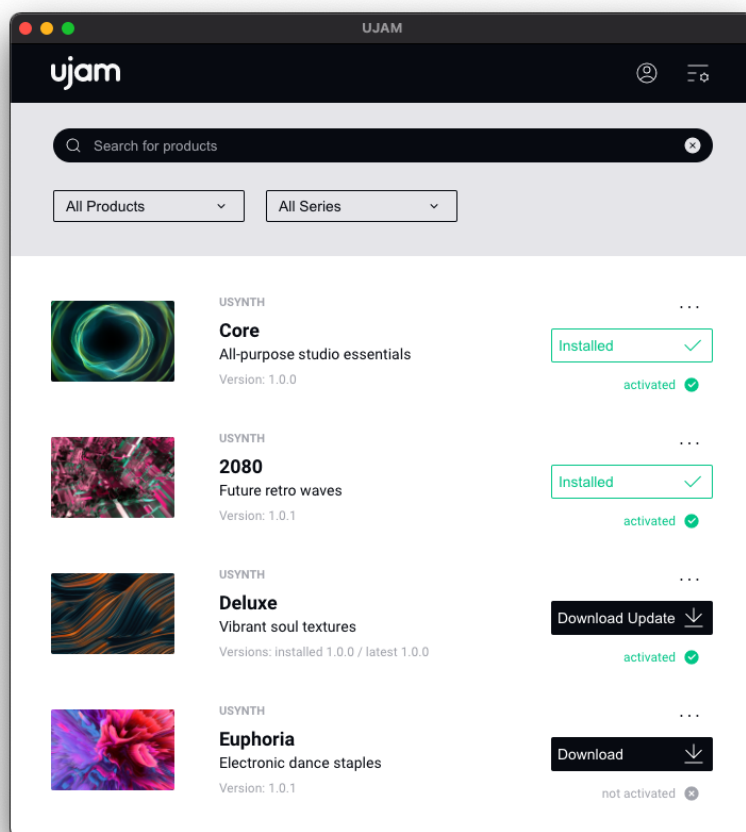 UJAM
ujam
Search for products
All Products
All Series
USYNTH
...
Core
All-purpose studio essentials
Installed
Version: 1.0.0
activated
USYNTH
...
2080
Future retro waves
Installed
Version: 1.0.1
activated
USYNTH
...
Deluxe
Vibrant soul textures
Download Update
Versions: installed 1.0.0 / latest 1.0.0
activated
USYNTH
...
Euphoria
Electronic dance staples
Download
Version: 1.0.1
not activated